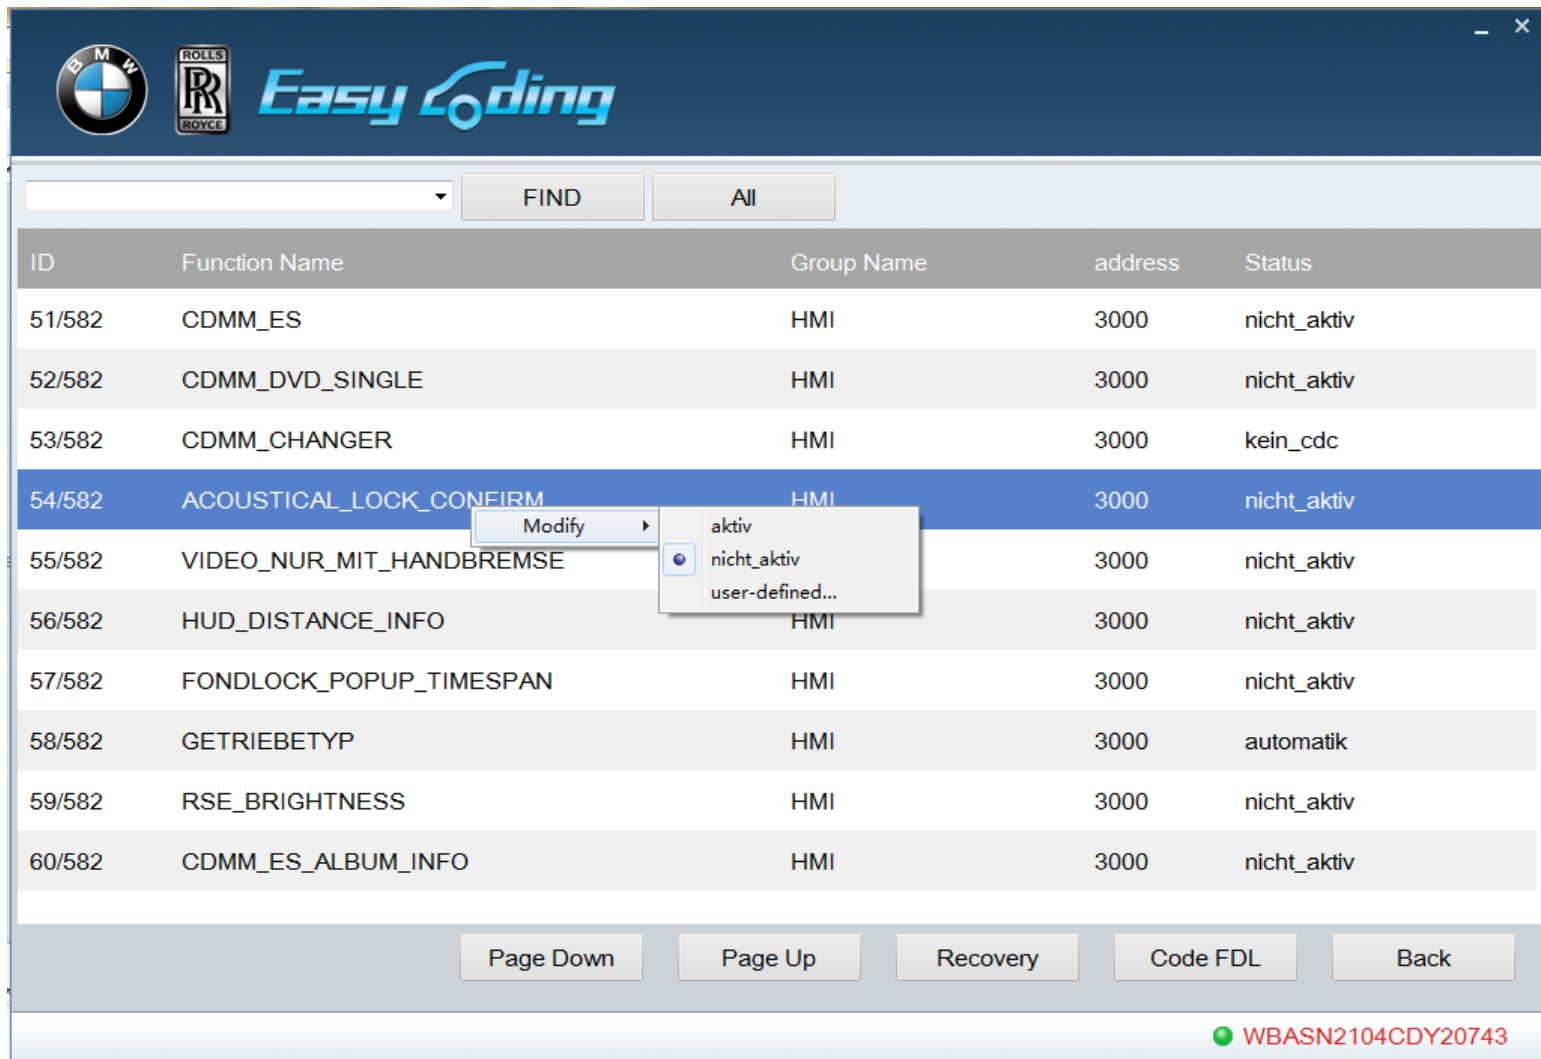 BMW ROLLS RR ROYCE Easy Coding
FIND All
ID Function Name Group Name address Status
51/582 CDMM_ES HMI 3000 nicht_aktiv
52/582 CDMM_DVD_SINGLE HMI 3000 nicht_aktiv
53/582 CDMM_CHANGER HMI 3000 kein_cdc
54/582 ACOUSTICAL_LOCK_CONFIRM HMI 3000 nicht_aktiv
Modify aktiv
nicht_aktiv
user-defined...
55/582 VIDEO_NUR_MIT_HANDBREMSE 3000 nicht_aktiv
56/582 HUD_DISTANCE_INFO HMI 3000 nicht_aktiv
57/582 FONDLOCK_POPUP_TIMESPAN HMI 3000 nicht_aktiv
58/582 GETRIEBETYP HMI 3000 automatik
59/582 RSE_BRIGHTNESS HMI 3000 nicht_aktiv
60/582 CDMM_ES_ALBUM_INFO HMI 3000 nicht_aktiv
Page Down Page Up Recovery Code FDL Back
WBASN2104CDY20743